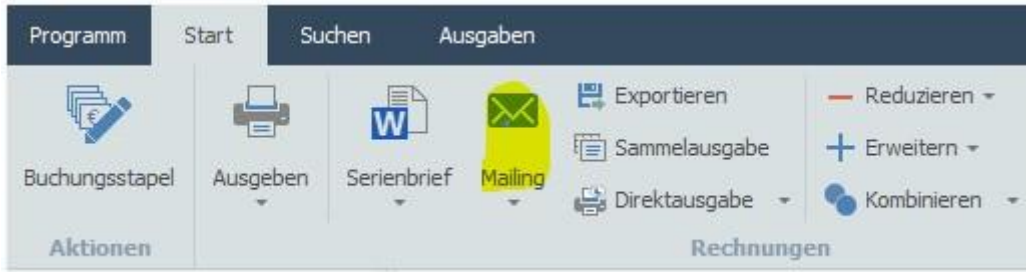 Programm Start Suchen Ausgaben
Buchungsstapel
Ausgeben
W
Serienbrief
Mailing
Exportieren
Sammelausgabe
Direktausgabe
Reduzieren
Erweitern
Kombinieren
Aktionen
Rechnungen